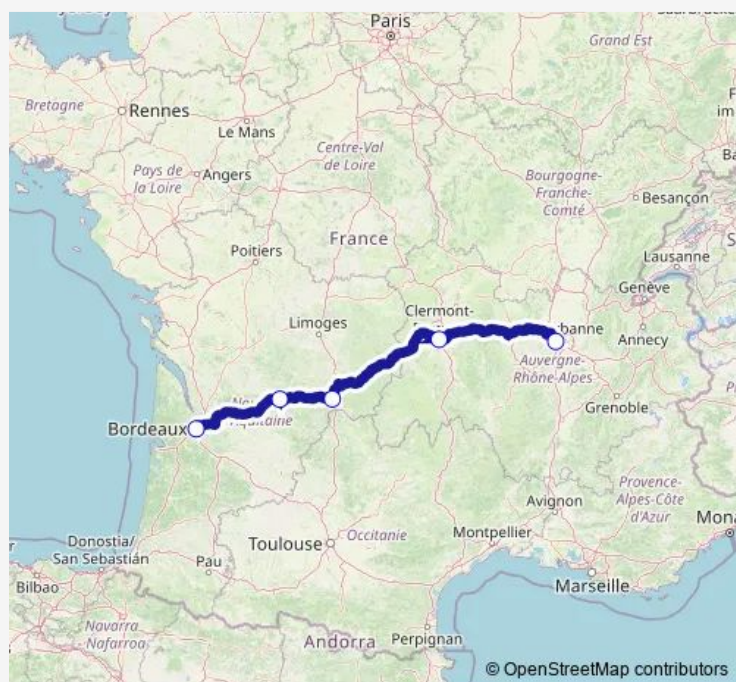 Paris
Grand Est
Bretagne
Rennes
Le Mans
Centre-Val
de Loire
Pays de
la Loire
Angers
Bourgogne-
Franche-
Comté
Besançon
Poitiers
France
Lausanne
Genève
Limoges
Clermont-
Annecy
Auvergne-
Rhône-Alpes
Bordeaux
Grenoble
Provence-
Alpes-Côte
d'Azur
Avignon
Toulouse
Occitanie
Montpellier
Donostia/
San Sebastián
Pau
Bilbao
Marseille
Navarra
- Nafarroa
Andorra
Perpignan
© OpenStreetMap contributors